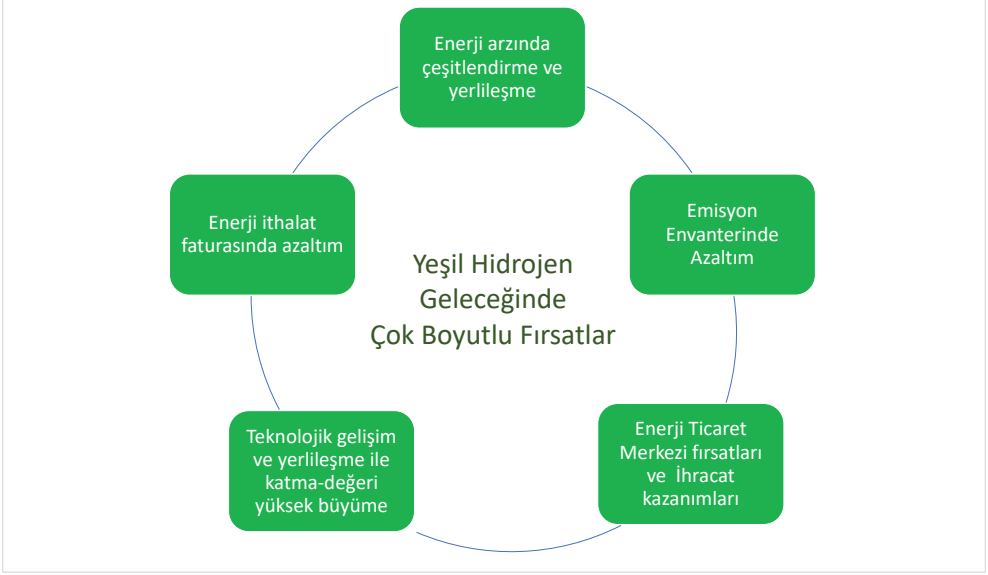 Enerji arzında
çeşitlendirme ve
yerlileşme
Emisyon
Envanterinde
Azaltım
Enerji Ticaret
Merkezi fırsatları
ve  İhracat
kazanımları
Teknolojik gelişim
ve yerlileşme ile
katma-değeri
yüksek büyüme
Enerji ithalat
faturasında azaltım
Yeşil Hidrojen
Geleceğinde
Çok Boyutlu Fırsatlar